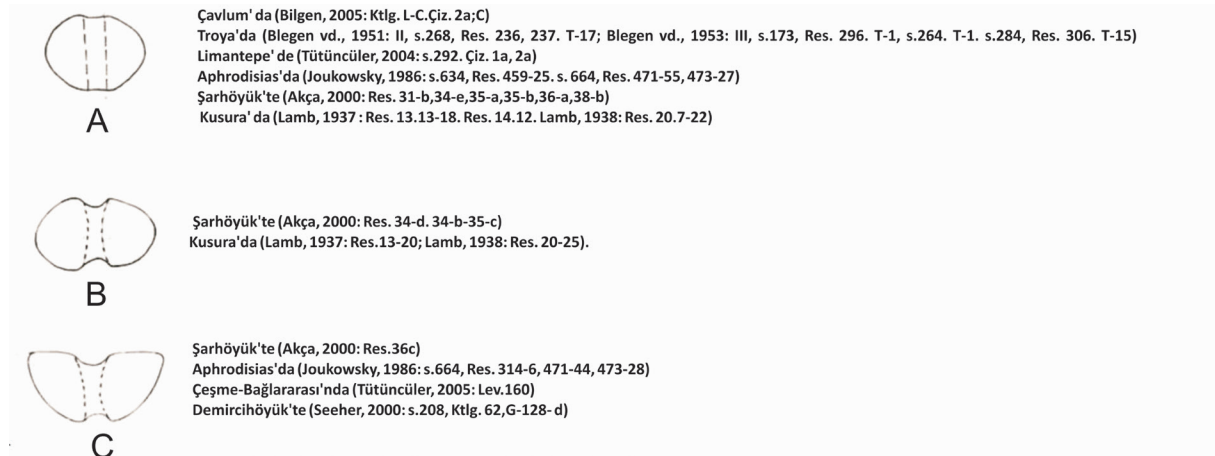 Çavlum' da (Bilgen, 2005: Ktlg. L-C.Çiz. 2a;C)
Troya'da (Blegen vd., 1951: II, s.268, Res. 236, 237. T-17; Blegen vd., 1953: III, s.173, Res. 296. T-1, s.264. T-1. s.284, Res. 306. T-15)
Limantepe' de (Tütüncüler, 2004: s.292. Çiz. 1a, 2a)
Aphrodisias'da (Joukowsky, 1986: s.634, Res. 459-25. s. 664, Res. 471-55, 473-27)
Şarhöyük'te (Akça, 2000: Res. 31-b,34-e,35-a,35-b,36-a,38-b)
Kusura' da (Lamb, 1937 : Res. 13.13-18. Res. 14.12. Lamb, 1938: Res. 20.7-22)
A
Şarhöyük'te (Akça, 2000: Res. 34-d. 34-b-35-c)
Kusura'da (Lamb, 1937: Res.13-20; Lamb, 1938: Res. 20-25).
B
Şarhöyük'te (Akça, 2000: Res.36c)
Aphrodisias'da (Joukowsky, 1986: s.664, Res. 314-6, 471-44, 473-28)
Çeşme-Bağlararası'nda (Tütüncüler, 2005: Lev.160)
Demircihöyük'te (Seeher, 2000: s.208, Ktlg. 62,G-128- d)
C